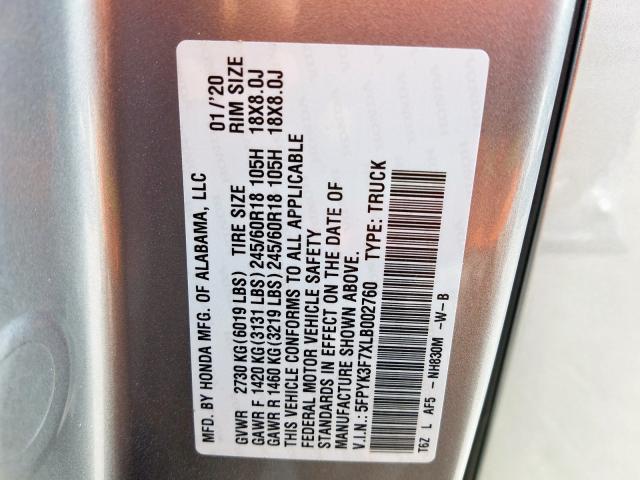 MFD. BY HONDA MFG. OF ALABAMA, LLC 01/'20
GVWR 2730 KG(6019 LBS) TIRE SIZE RIM SIZE
GAWR F 1420 KG(3131 LBS)245/60R18 105H 18X8.0J
GAWR R 1460 KG(3219 LBS)245/60R18 105H 18X8.0J
THIS VEHICLE CONFORMS TO ALL APPLICABLE
FEDERAL MOTOR VEHICLE SAFETY
STANDARDS IN EFFECT ON THE DATE OF
MANUFACTURE SHOWN ABOVE.
V.I.N.: 5FPYK3F7XLB002760 TYPE: TRUCK
T6Z L AF5 - NH830M -W-B